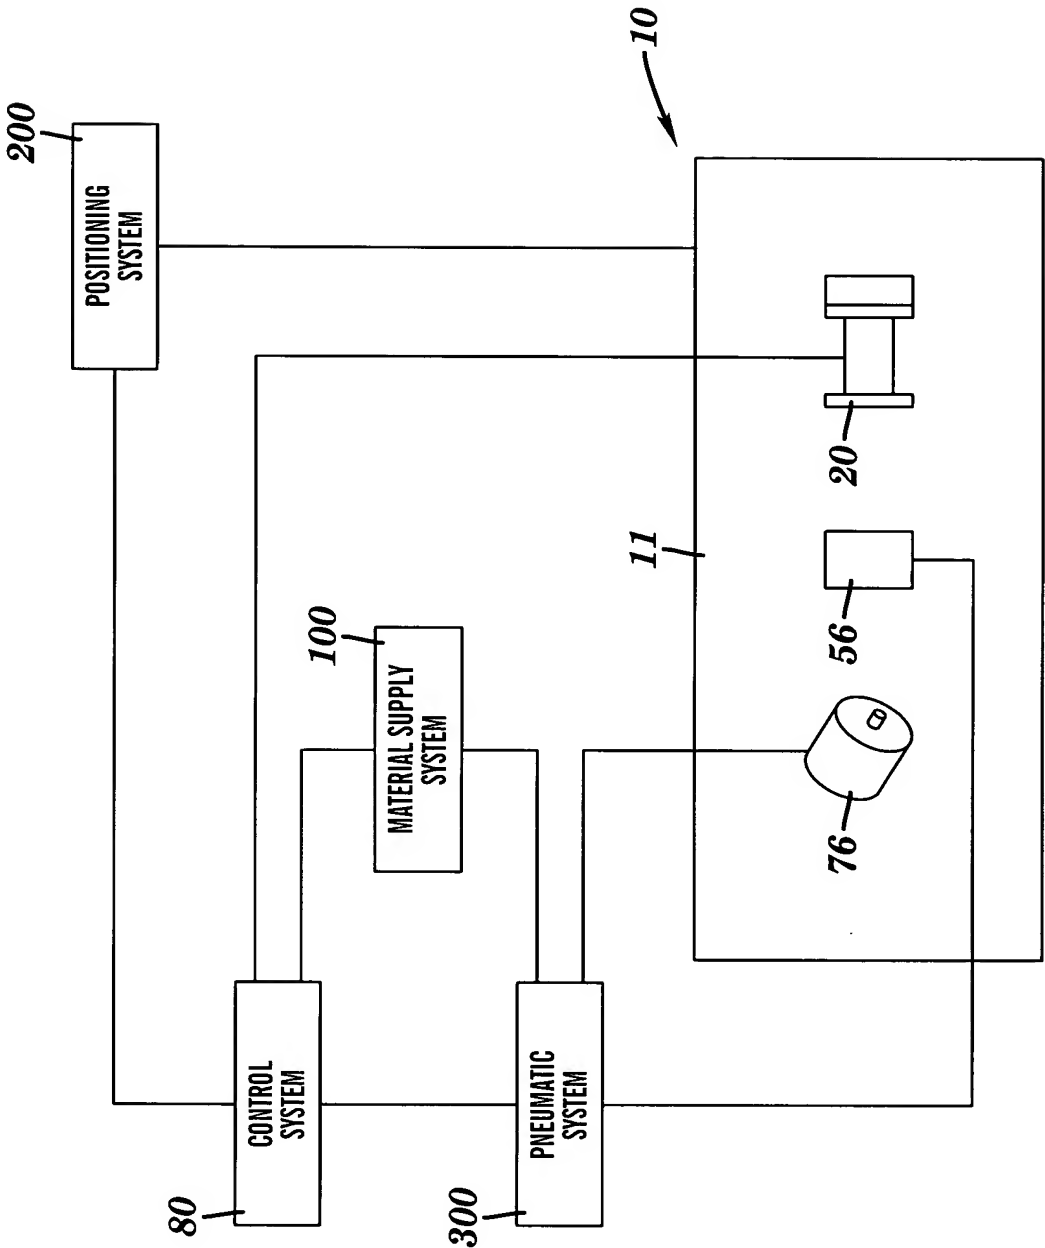 200
POSITIONING
SYSTEM
80
CONTROL
SYSTEM
100
MATERIAL SUPPLY
SYSTEM
300
PNEUMATIC
SYSTEM
11
10
76
56
20